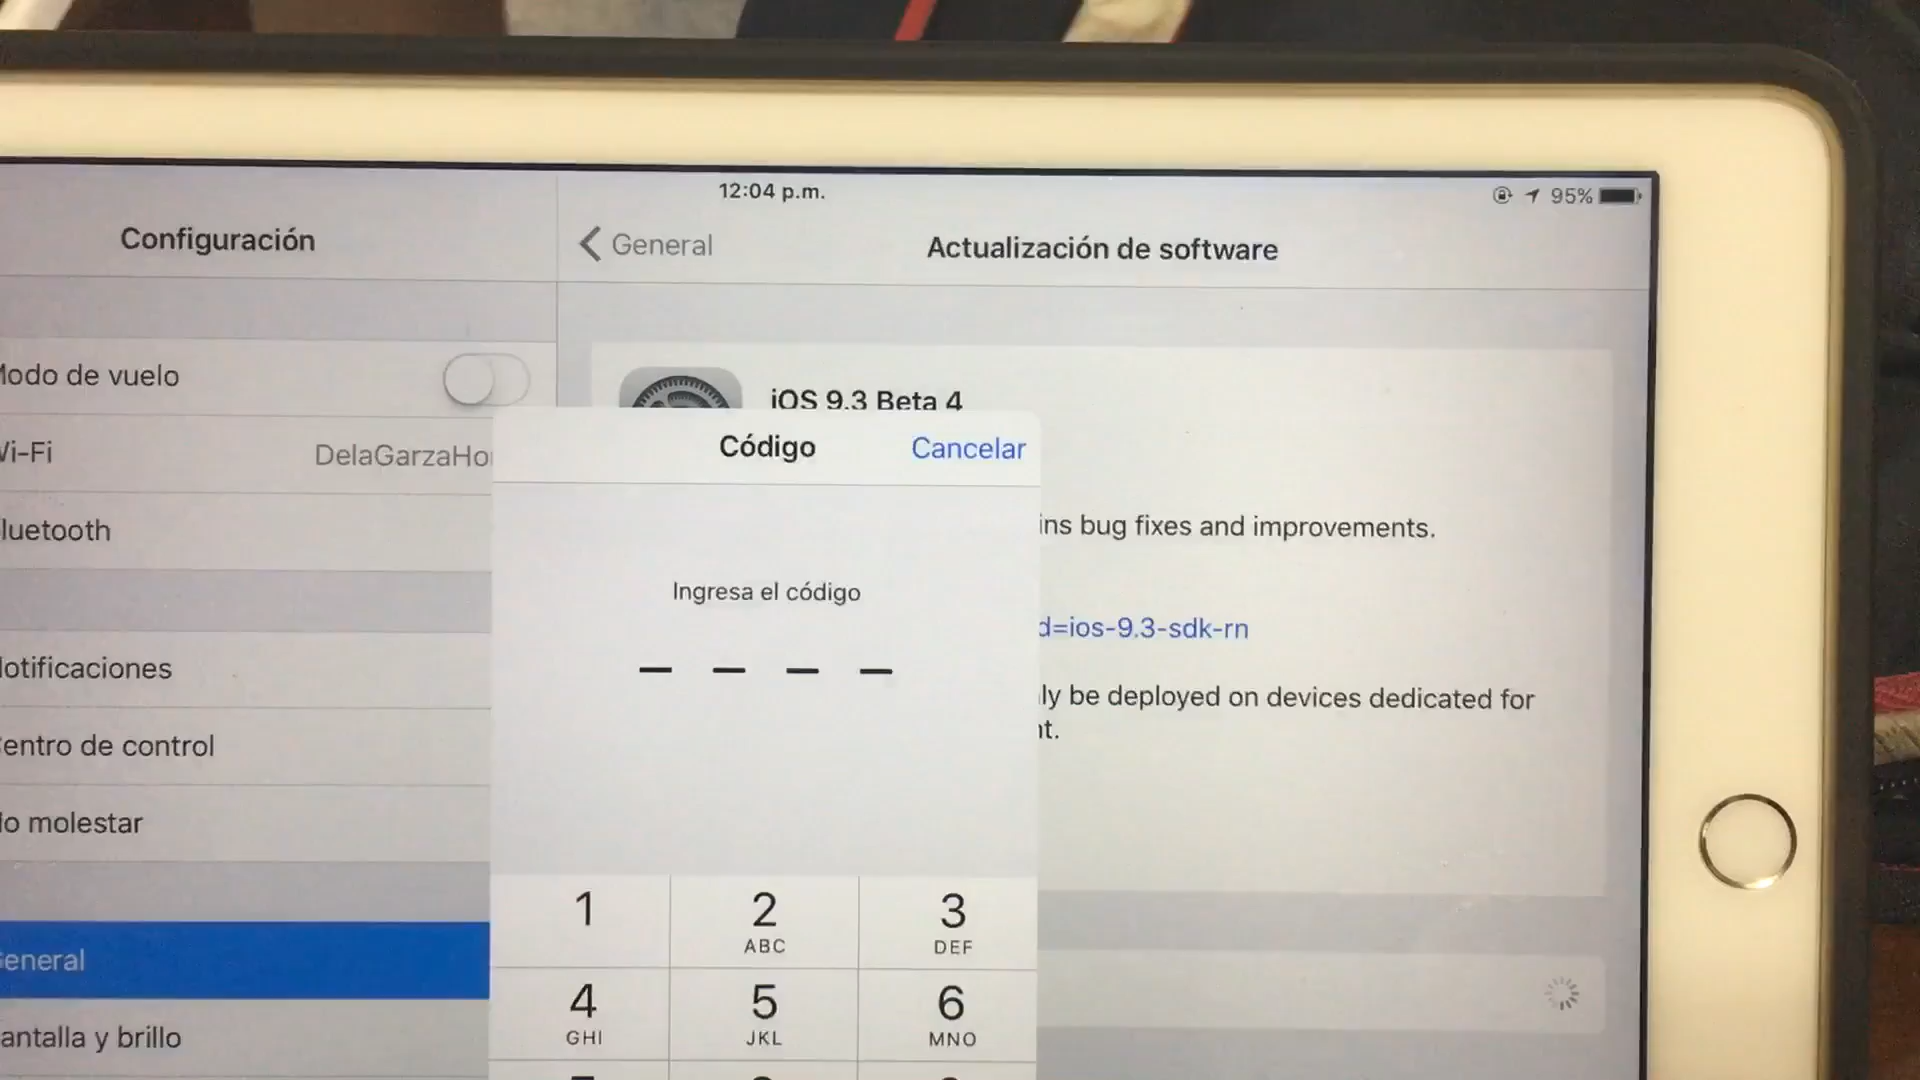 12:04 p.m.
95%
Configuración
General
Actualización de software
Modo de vuelo
Wi-Fi
DelaGarzaHo
Bluetooth
Notificaciones
Centro de control
No molestar
General
Pantalla y brillo
iOS 9.3 Beta 4
ins bug fixes and improvements.
d=ios-9.3-sdk-rn
ly be deployed on devices dedicated for
nt.
Código
Cancelar
Ingresa el código
1
2
ABC
3
DEF
4
GHI
5
JKL
6
MNO